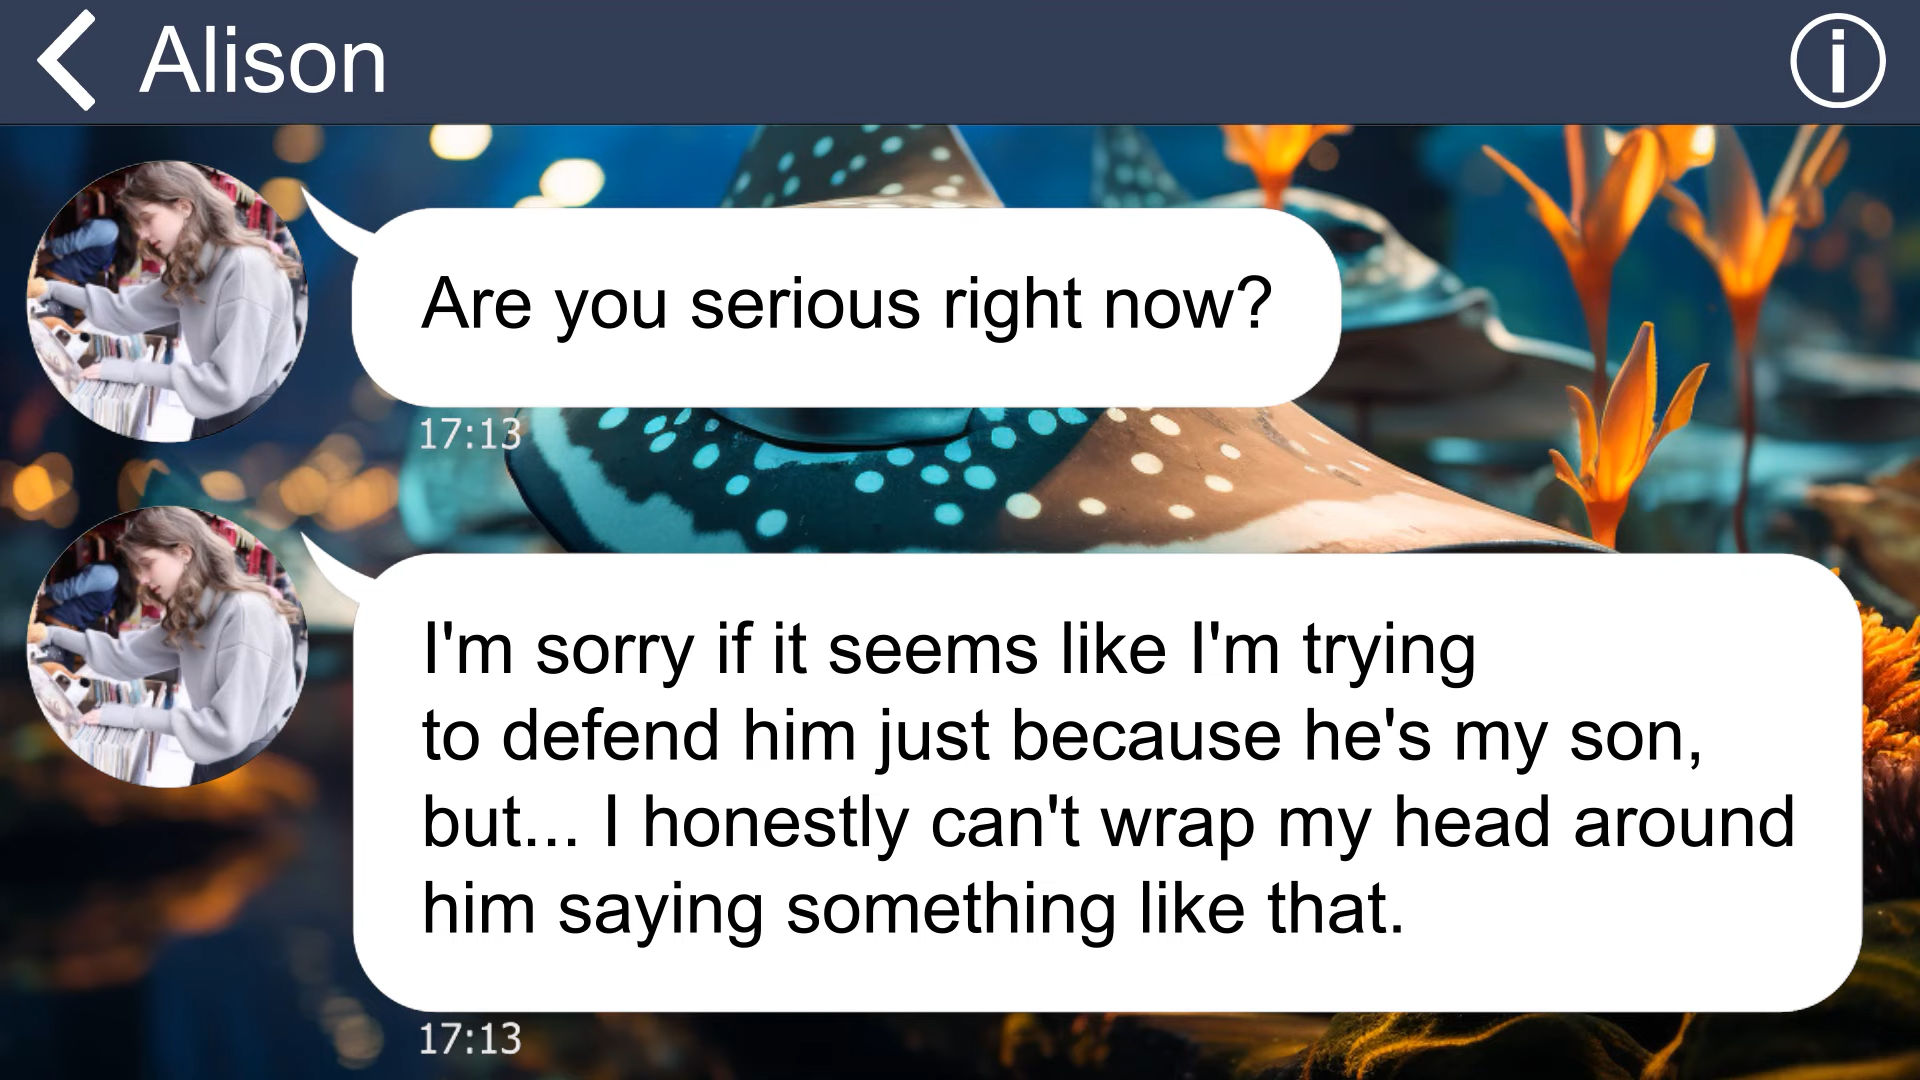 Alison
Are you serious right now?
17:13
I'm sorry if it seems like I'm trying
to defend him just because he's my son,
but... I honestly can't wrap my head around
him saying something like that.
17:13